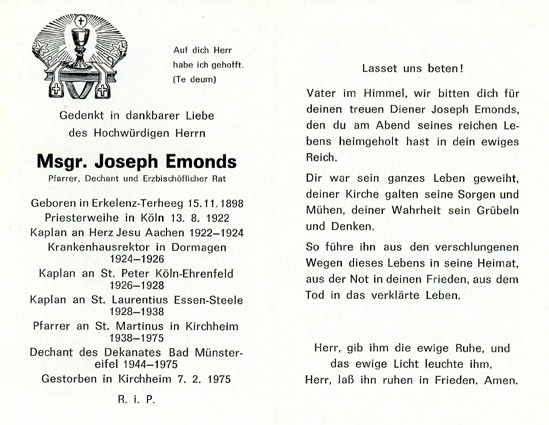 Auf dich Herr
habe ich gehofft.
(Te deum)
Gedenkt in dankbarer Liebe
des Hochwürdigen Herrn
Msgr. Joseph Emonds
Pfarrer, Dechant und Erzbischöflicher Rat
Geboren in Erkelenz-Terheeg 15.11.1898
Priesterweihe in Köln 13. 8. 1922
Kaplan an Herz Jesu Aachen 1922–1924
Krankenhausrektor in Dormagen
1924–1926
Kaplan an St. Peter Köln-Ehrenfeld
1926–1928
Kaplan an St. Laurentius Essen-Steele
1928–1938
Pfarrer an St. Martinus in Kirchheim
1938–1975
Dechant des Dekanates Bad Münster-
eifel 1944–1975
Gestorben in Kirchheim 7. 2. 1975
R. i. P.
Lasset uns beten!
Vater im Himmel, wir bitten dich für
deinen treuen Diener Joseph Emonds,
den du am Abend seines reichen Le-
bens heimgeholt hast in dein ewiges
Reich.
Dir war sein ganzes Leben geweiht,
deiner Kirche galten seine Sorgen und
Mühen, deiner Wahrheit sein Grübeln
und Denken.
So führe ihn aus den verschlungenen
Wegen dieses Lebens in seine Heimat,
aus der Not in deinen Frieden, aus dem
Tod in das verklärte Leben.
Herr, gib ihm die ewige Ruhe, und
das ewige Licht leuchte ihm.
Herr, laß ihn ruhen in Frieden. Amen.